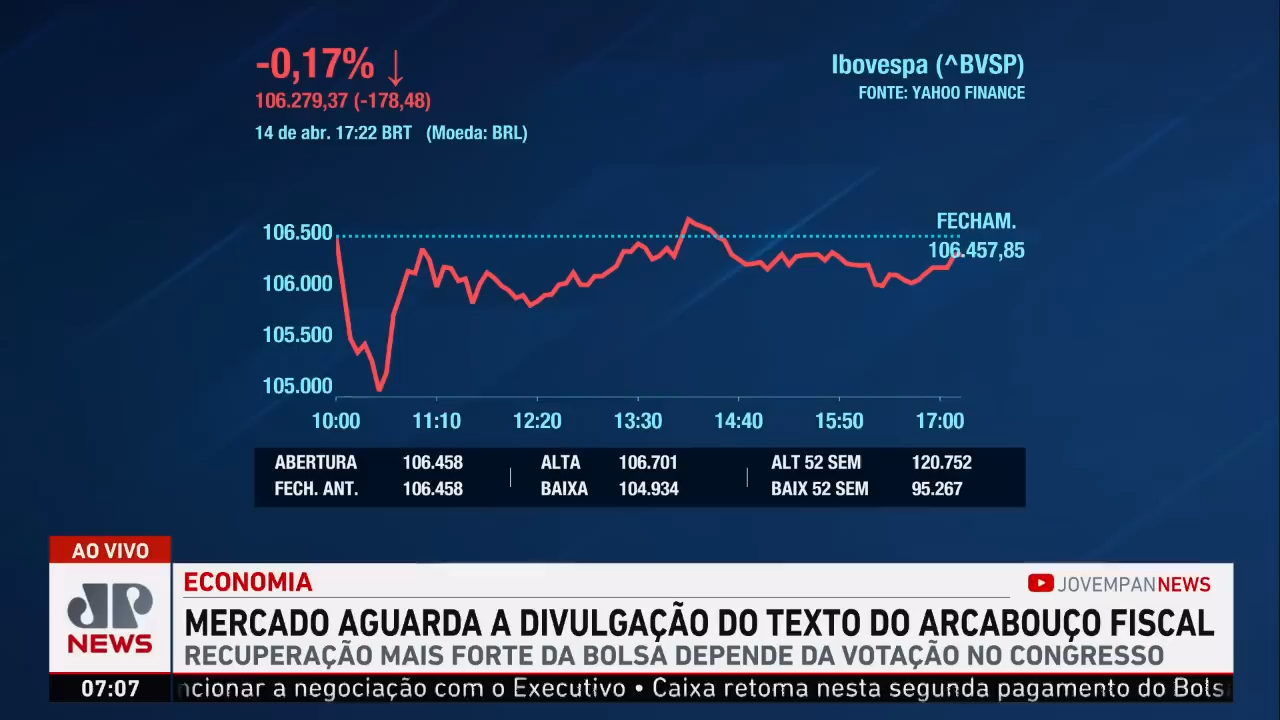 -0,17% ↓
Ibovespa (^BVSP)
106.279,37 (-178,48)
FONTE: YAHOO FINANCE
14 de abr. 17:22 BRT (Moeda: BRL)
FECHAM.
106.457,85
106.500
106.000
105.500
105.000
10:00 11:10 12:20 13:30 14:40 15:50 17:00
ABERTURA 106.458 ALTA 106.701 ALT 52 SEM 120.752
FECH. ANT. 106.458 BAIXA 104.934 BAIX 52 SEM 95.267
AO VIVO
JP NEWS
ECONOMIA
JOVEMPANNEWS
MERCADO AGUARDA A DIVULGAÇÃO DO TEXTO DO ARCABOUÇO FISCAL
RECUPERAÇÃO MAIS FORTE DA BOLSA DEPENDE DA VOTAÇÃO NO CONGRESSO
07:07 ncionar a negociação com o Executivo • Caixa retoma nesta segunda pagamento do Bols